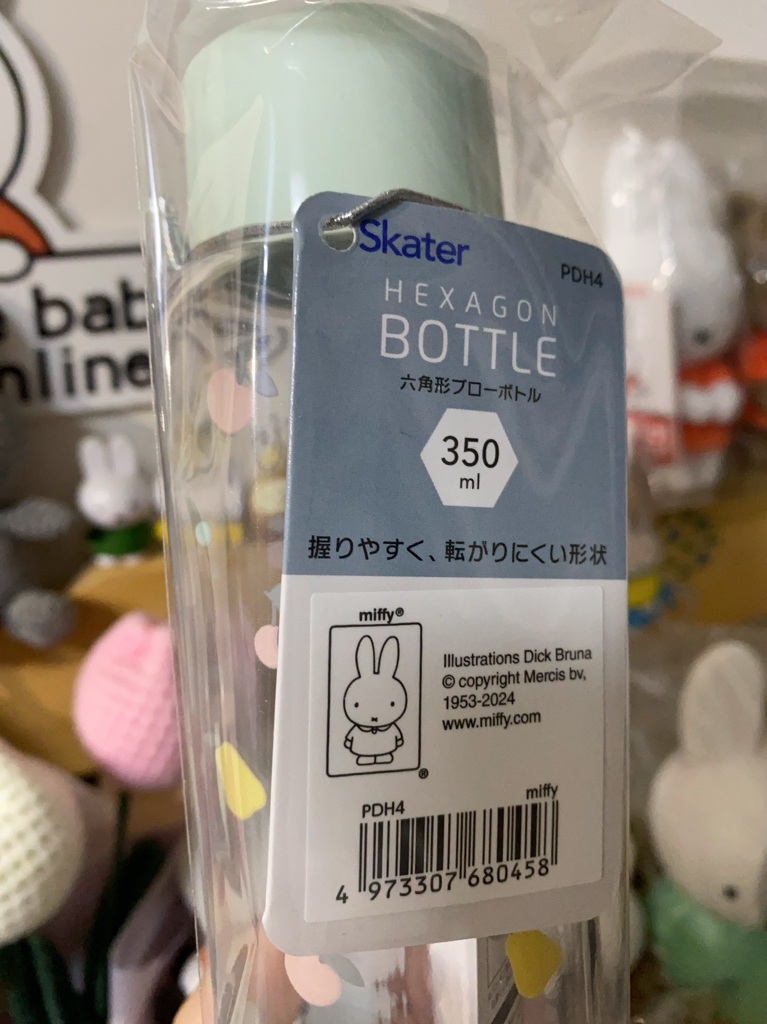 Skater
PDH4
HEXAGON
BOTTLE
六角形ブローボトル
350
ml
握りやすく、転がりにくい形状
miffy®
Illustrations Dick Bruna
© copyright Mercis bv,
1953-2024
www.miffy.com
®
PDH4
miffy
4 973307 680458
bab
nline